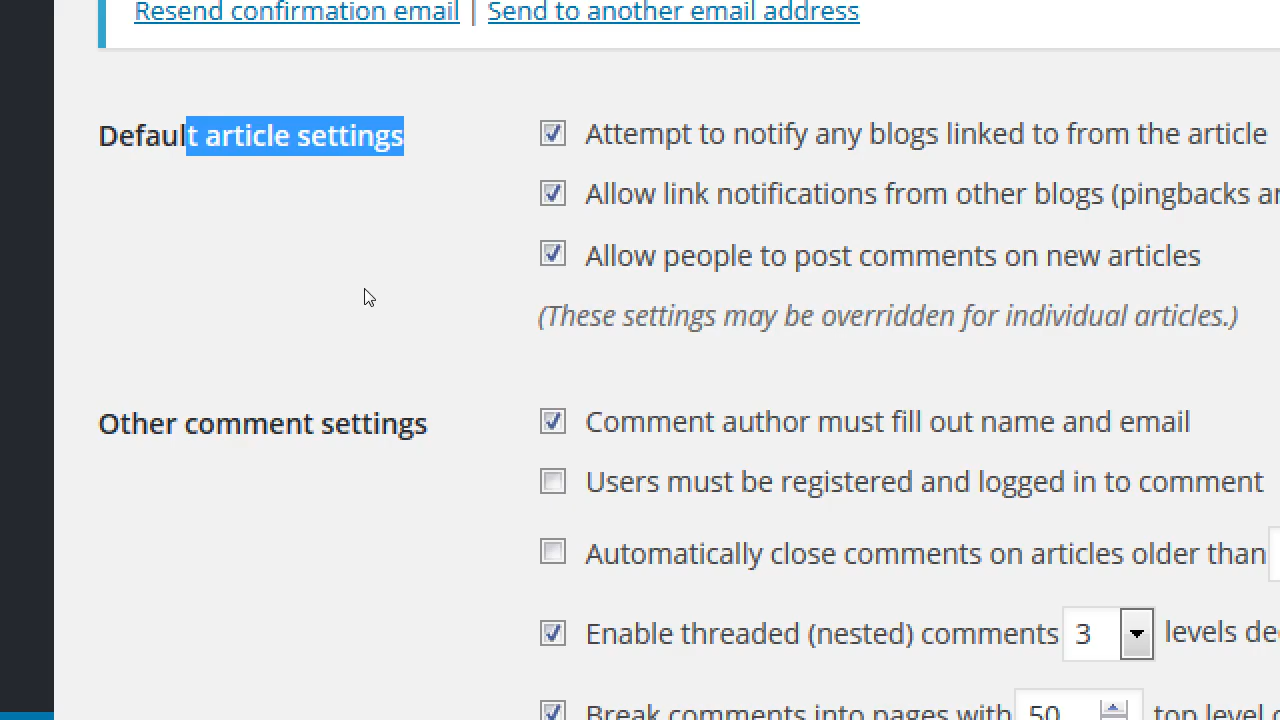 Resend confirmation email | Send to another email address
Default article settings
Attempt to notify any blogs linked to from the article
Allow link notifications from other blogs (pingbacks
Allow people to post comments on new articles
(These settings may be overridden for individual articles.)
Other comment settings
Comment author must fill out name and email
Users must be registered and logged in to comment
Automatically close comments on articles older than
Enable threaded (nested) comments 3 levels
Break comments into pages with 50 top level